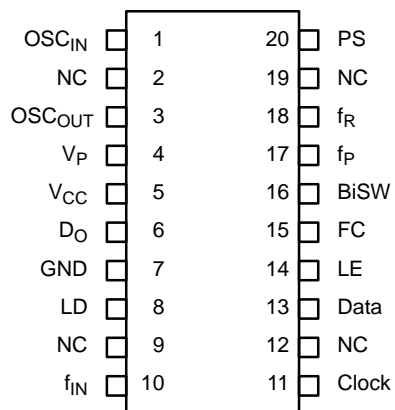 OSCIN 1 20 PS
NC 2 19 NC
OSCOUT 3 18 fR
VP 4 17 fP
VCC 5 16 BiSW
DO 6 15 FC
GND 7 14 LE
LD 8 13 Data
NC 9 12 NC
fIN 10 11 Clock